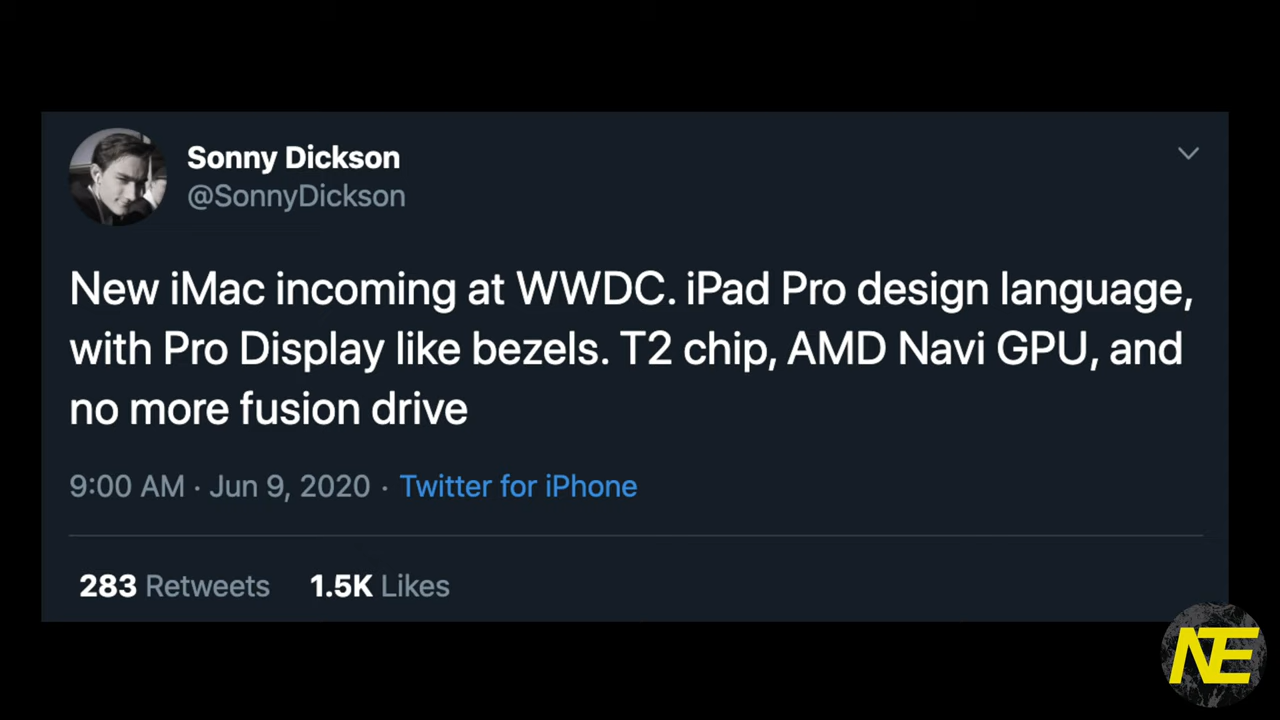 Sonny Dickson
@SonnyDickson
New iMac incoming at WWDC. iPad Pro design language,
with Pro Display like bezels. T2 chip, AMD Navi GPU, and
no more fusion drive
9:00 AM · Jun 9, 2020 · Twitter for iPhone
283 Retweets 1.5K Likes
NE